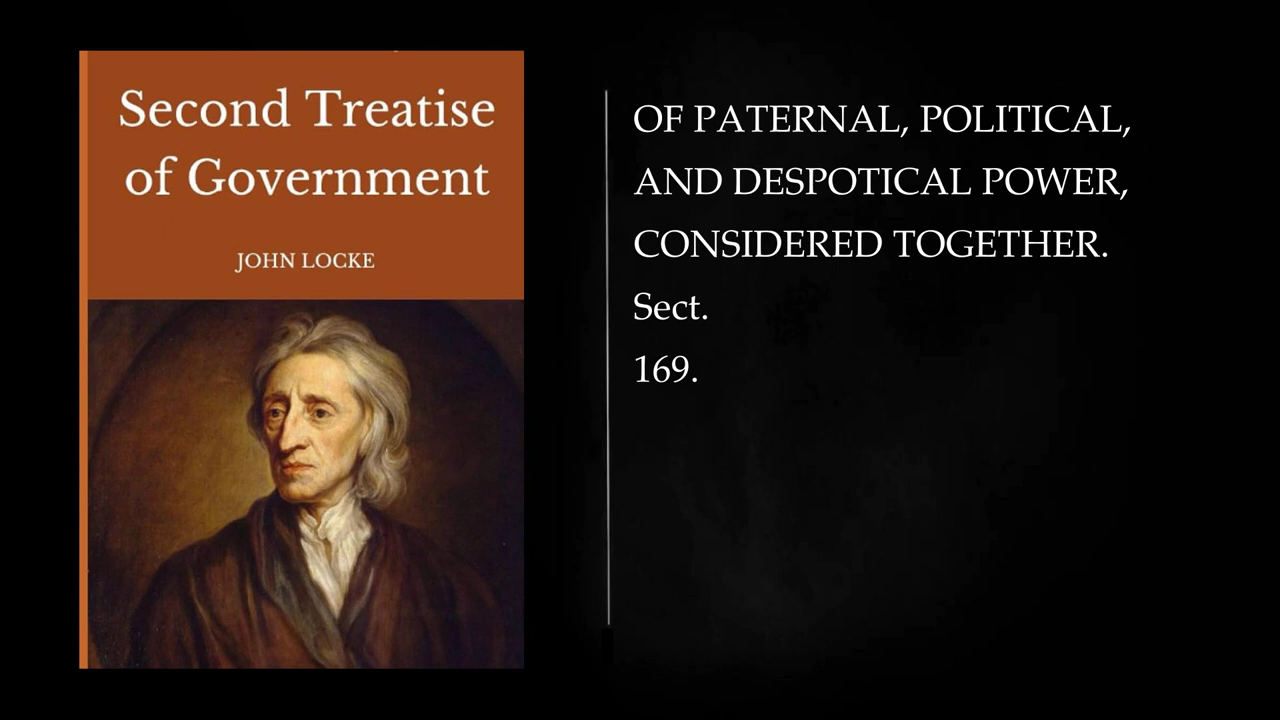 Second Treatise
of Government
JOHN LOCKE
OF PATERNAL, POLITICAL,
AND DESPOTICAL POWER,
CONSIDERED TOGETHER.
Sect.
169.